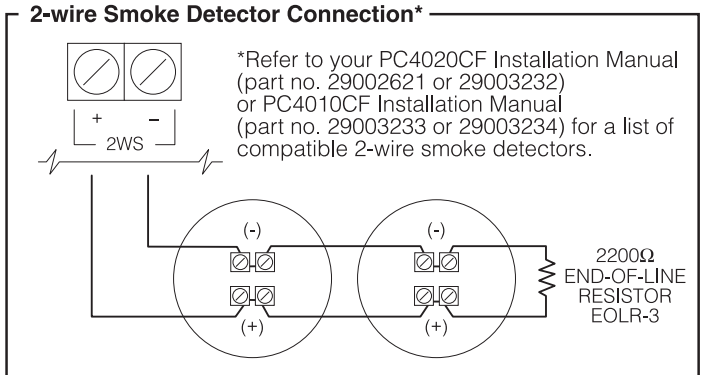 2-wire Smoke Detector Connection*
*Refer to your PC4020CF Installation Manual
(part no. 29002621 or 29003232)
or PC4010CF Installation Manual
(part no. 29003233 or 29003234) for a list of
compatible 2-wire smoke detectors.
+ –
2WS
(-) (-)
2200Ω
END-OF-LINE
RESISTOR
EOLR-3
(+) (+)